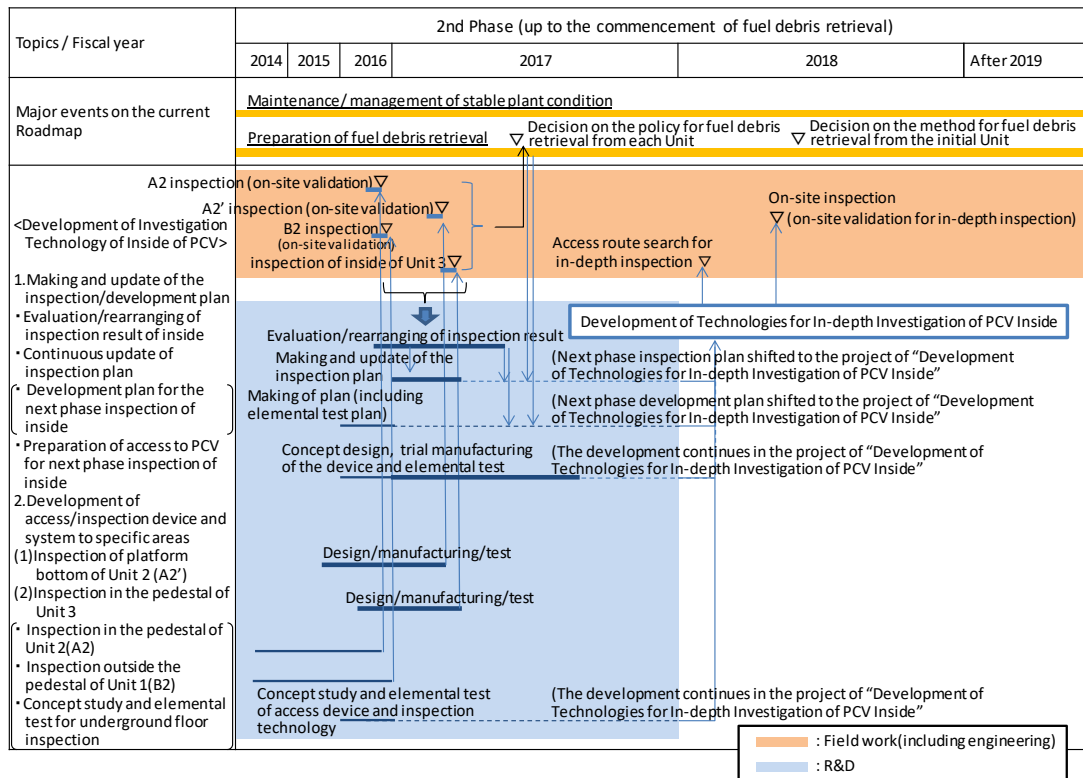 Topics / Fiscal year
2nd Phase (up to the commencement of fuel debris retrieval)
2014
2015
2016
2017
2018
After 2019
Major events on the current
Roadmap
Maintenance/ management of stable plant condition
Preparation of fuel debris retrieval
Decision on the policy for fuel debris
retrieval from each Unit
Decision on the method for fuel debris
retrieval from the initial Unit
<Development of Investigation
Technology of Inside of PCV>
1.Making and update of the
inspection/development plan
・Evaluation/rearranging of
inspection result of inside
・Continuous update of
inspection plan
・Development plan for the
next phase inspection of
inside
・Preparation of access to PCV
for next phase inspection of
inside
2.Development of
access/inspection device and
system to specific areas
(1)Inspection of platform
bottom of Unit 2 (A2’)
(2)Inspection in the pedestal of
Unit 3
・Inspection in the pedestal of
Unit 2(A2)
・Inspection outside the
pedestal of Unit 1(B2)
・Concept study and elemental
test for underground floor
inspection
A2 inspection (on-site validation)
A2’ inspection (on-site validation)
B2 inspection
(on-site validation)
inspection of inside of Unit 3
On-site inspection
(on-site validation for in-depth inspection)
Access route search for
in-depth inspection
Development of Technologies for In-depth Investigation of PCV Inside
Evaluation/rearranging of inspection result
Making and update of the
inspection plan
(Next phase inspection plan shifted to the project of “Development
of Technologies for In-depth Investigation of PCV Inside”
Making of plan (including
elemental test plan)
(Next phase development plan shifted to the project of “Development
of Technologies for In-depth Investigation of PCV Inside”
Concept design, trial manufacturing
of the device and elemental test
(The development continues in the project of “Development of
Technologies for In-depth Investigation of PCV Inside”
Design/manufacturing/test
Design/manufacturing/test
Concept study and elemental test
of access device and inspection
technology
(The development continues in the project of “Development of
Technologies for In-depth Investigation of PCV Inside”
: Field work(including engineering)
: R&D